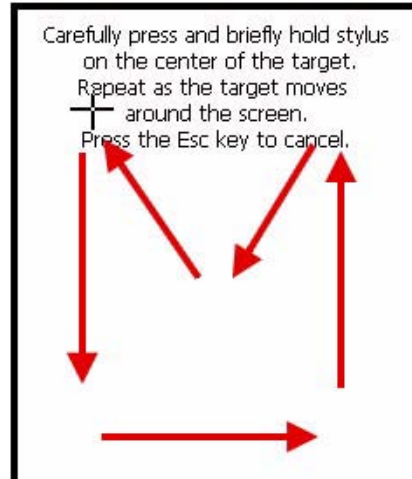 Carefully press and briefly hold stylus
on the center of the target.
Repeat as the target moves
around the screen.
Press the Esc key to cancel.